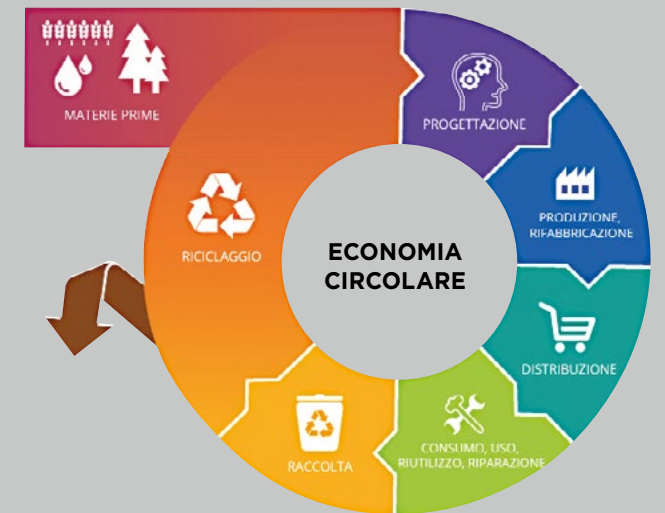 MATERIE PRIME
PROGETTAZIONE
PRODUZIONE,
RIFABBRICAZIONE
DISTRIBUZIONE
CONSUMO, USO,
RIUTILIZZO, RIPARAZIONE
RACCOLTA
RICICLAGGIO
ECONOMIA
CIRCOLARE